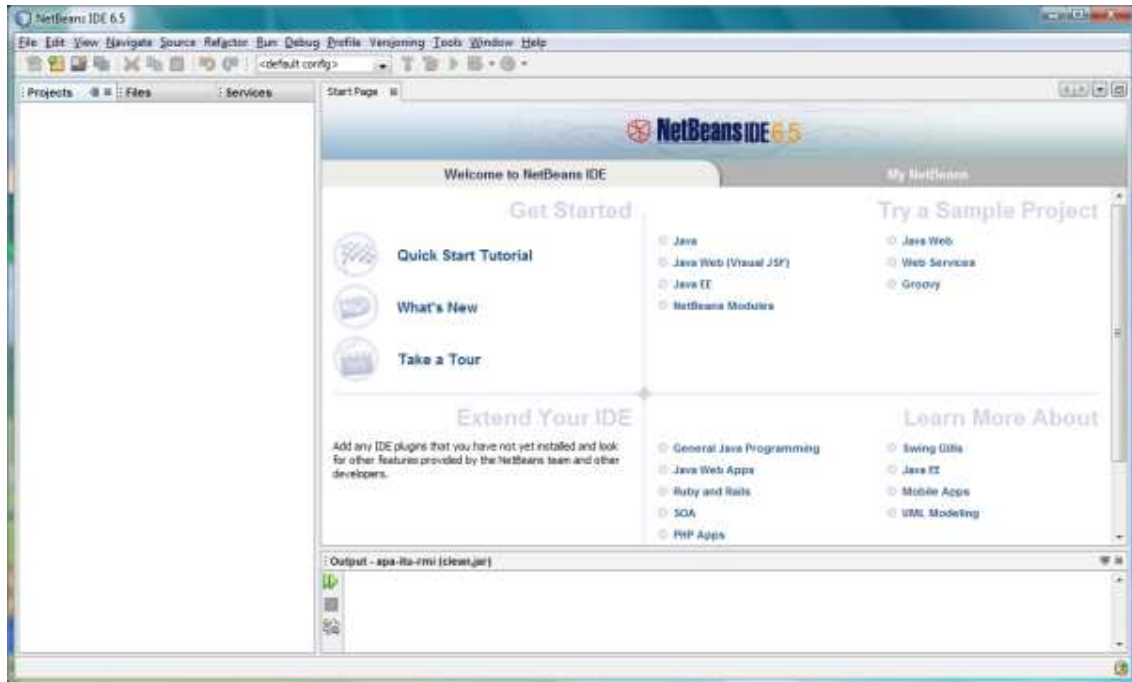 NetBeans IDE 6.5
File Edit View Navigate Source Refactor Run Debug Profile Versioning Tools Window Help
<default config>
Projects Files Services
Start Page
NetBeans IDE 6.5
Welcome to NetBeans IDE
My NetBeans
Get Started
Quick Start Tutorial
What's New
Take a Tour
Try a Sample Project
Java
Java Web (Visual JSF)
Java EE
NetBeans Modules
Java Web
Web Services
Groovy
Extend Your IDE
Add any IDE plugins that you have not yet installed and look
for other features provided by the NetBeans team and other
developers.
Learn More About
General Java Programming
Java Web Apps
Ruby and Rails
SOA
PHP Apps
Swing GUIs
Java EE
Mobile Apps
UML Modeling
Output - apa-itu-rmi (clean,jar)